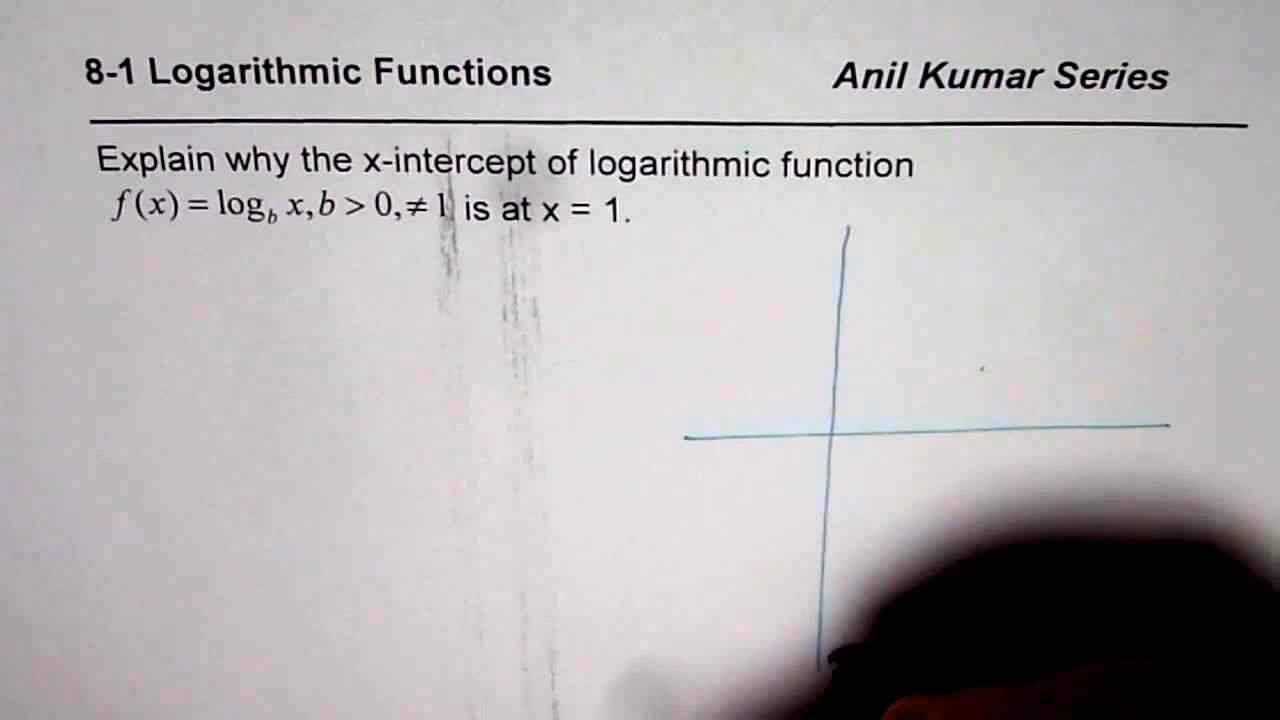 8-1 Logarithmic Functions Anil Kumar Series
Explain why the x-intercept of logarithmic function
f(x) = log_b x, b > 0, ≠ 1 is at x = 1.